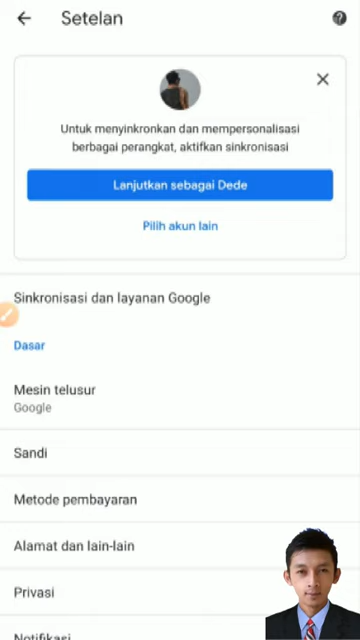 Setelan
Untuk menyinkronkan dan mempersonalisasi
berbagai perangkat, aktifkan sinkronisasi
Lanjutkan sebagai Dede
Pilih akun lain
Sinkronisasi dan layanan Google
Dasar
Mesin telusur
Google
Sandi
Metode pembayaran
Alamat dan lain-lain
Privasi
Notifikasi